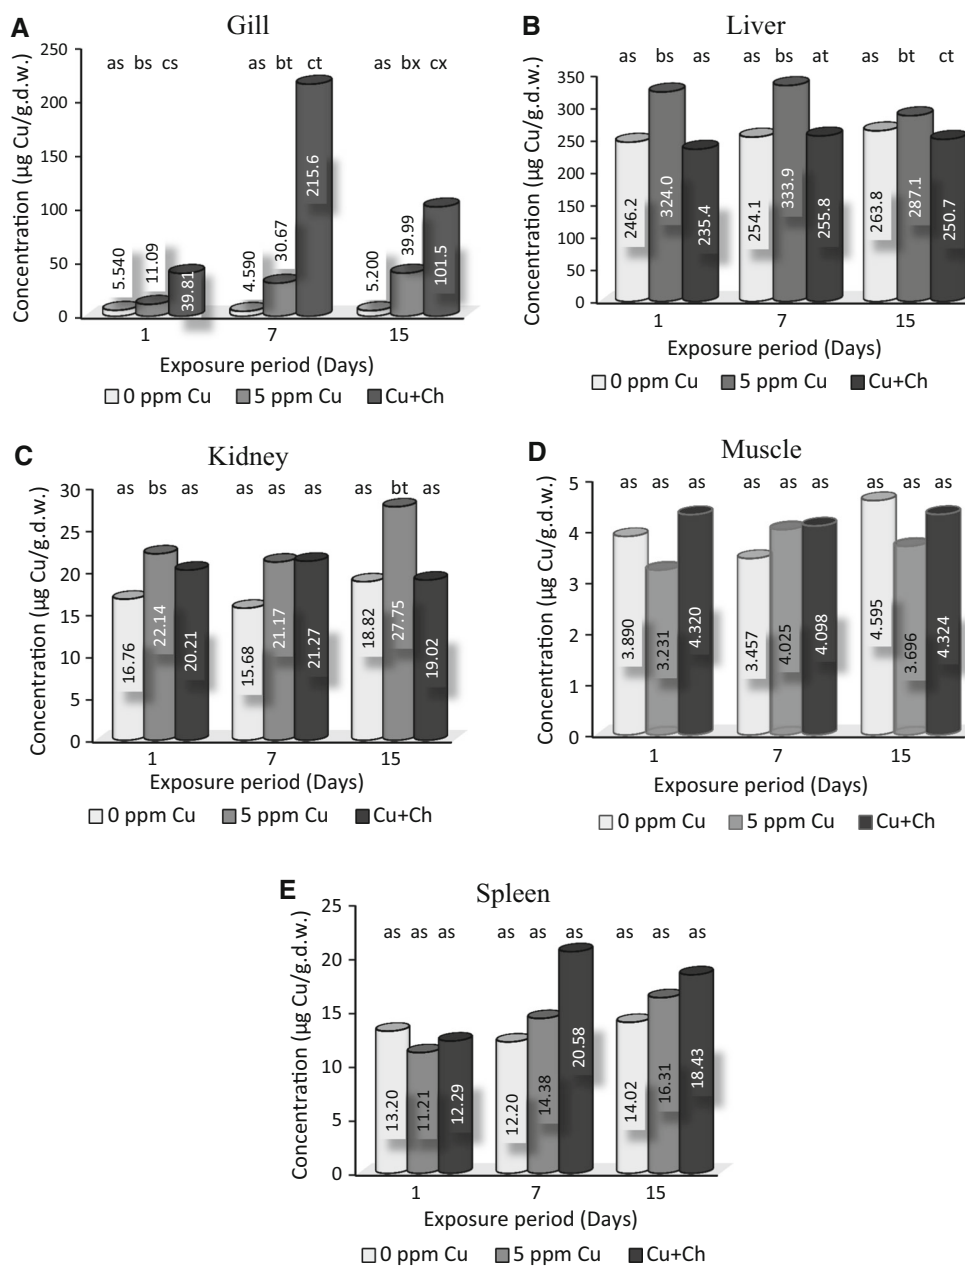 A
Gill
Concentration (µg Cu/g.d.w.)
250
200
150
100
50
0
as bs cs
as bt ct
as bx cx
5.540
11.09
39.81
4.590
30.67
215.6
5.200
39.99
101.5
1
7
15
Exposure period (Days)
0 ppm Cu
5 ppm Cu
Cu+Ch
B
Liver
Concentration (µg Cu/g.d.w.)
350
300
250
200
150
100
50
0
as bs as
as bs at
as bt ct
246.2
324.0
235.4
254.1
333.9
255.8
263.8
287.1
250.7
1
7
15
Exposure period (Days)
0 ppm Cu
5 ppm Cu
Cu+Ch
C
Kidney
Concentration (µg Cu/g.d.w.)
30
25
20
15
10
5
0
as bs as
as as as
as bt as
16.76
22.14
20.21
15.68
21.17
21.27
18.82
27.75
19.02
1
7
15
Exposure period (Days)
0 ppm Cu
5 ppm Cu
Cu+Ch
D
Muscle
Concentration (µg Cu/g.d.w.)
5
4
3
2
1
0
as as as
as as as
as as as
3.890
3.231
4.320
3.457
4.025
4.098
4.595
3.696
4.324
1
7
15
Exposure period (Days)
0 ppm Cu
5 ppm Cu
Cu+Ch
E
Spleen
Concentration (µg Cu/g.d.w.)
25
20
15
10
5
0
as as as
as as as
as as as
13.20
11.21
12.29
12.20
14.38
20.58
14.02
16.31
18.43
1
7
15
Exposure period (Days)
0 ppm Cu
5 ppm Cu
Cu+Ch